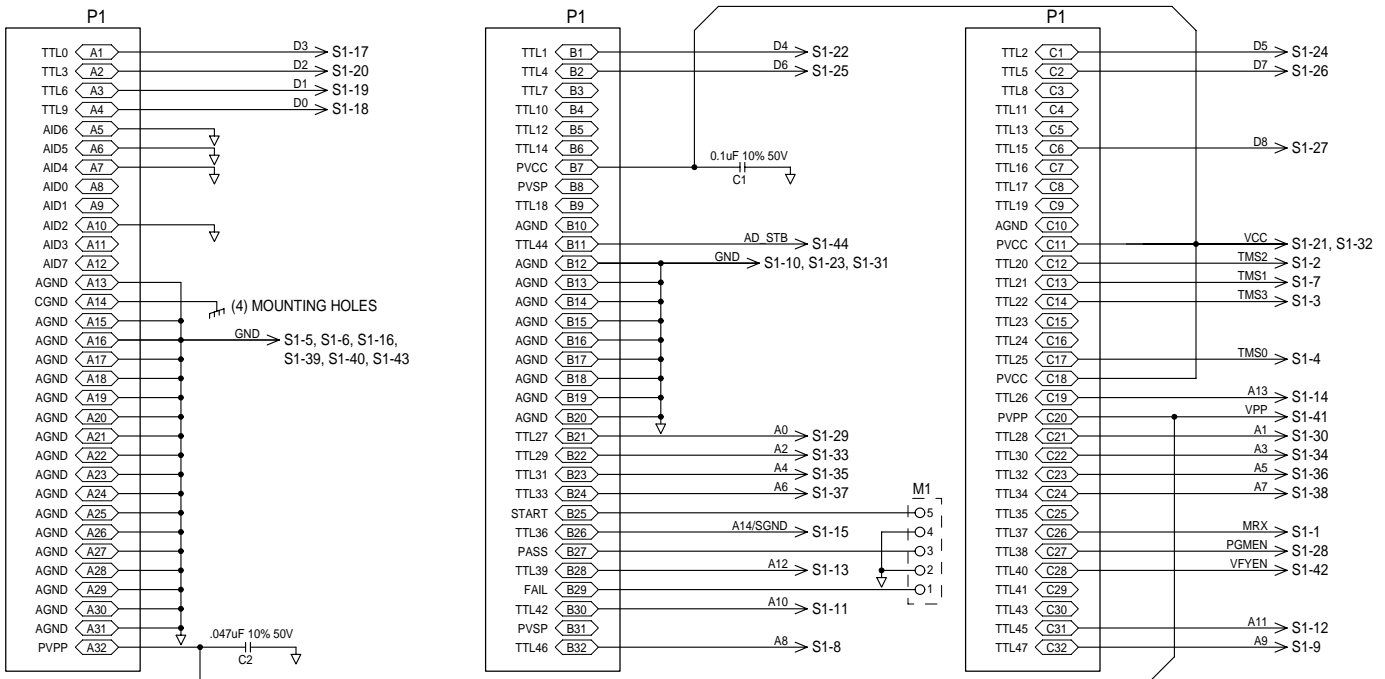 P1
TTL0 A1 D3 S1-17
TTL3 A2 D2 S1-20
TTL6 A3 D1 S1-19
TTL9 A4 D0 S1-18
AID6 A5
AID5 A6
AID4 A7
AID0 A8
AID1 A9
AID2 A10
AID3 A11
AID7 A12
AGND A13
CGND A14 (4) MOUNTING HOLES
AGND A15
AGND A16 GND S1-5, S1-6, S1-16,
AGND A17 S1-39, S1-40, S1-43
AGND A18
AGND A19
AGND A20
AGND A21
AGND A22
AGND A23
AGND A24
AGND A25
AGND A26
AGND A27
AGND A28
AGND A29
AGND A30
AGND A31
PVPP A32 .047uF 10% 50V
C2
P1
TTL1 B1 D4 S1-22
TTL4 B2 D6 S1-25
TTL7 B3
TTL10 B4
TTL12 B5
TTL14 B6
PVCC B7 0.1uF 10% 50V
C1
PVSP B8
TTL18 B9
AGND B10
TTL44 B11 AD_STB S1-44
AGND B12 GND S1-10, S1-23, S1-31
AGND B13
AGND B14
AGND B15
AGND B16
AGND B17
AGND B18
AGND B19
AGND B20
TTL27 B21 A0 S1-29
TTL29 B22 A2 S1-33
TTL31 B23 A4 S1-35
TTL33 B24 A6 S1-37
M1
START B25 5
TTL36 B26 A14/SGND S1-15 4
PASS B27 3
TTL39 B28 A12 S1-13 2
FAIL B29 1
TTL42 B30 A10 S1-11
PVSP B31
TTL46 B32 A8 S1-8
P1
TTL2 C1 D5 S1-24
TTL5 C2 D7 S1-26
TTL8 C3
TTL11 C4
TTL13 C5
TTL15 C6 D8 S1-27
TTL16 C7
TTL17 C8
TTL19 C9
AGND C10
PVCC C11 VCC S1-21, S1-32
TTL20 C12 TMS2 S1-2
TTL21 C13 TMS1 S1-7
TTL22 C14 TMS3 S1-3
TTL23 C15
TTL24 C16
TTL25 C17 TMS0 S1-4
PVCC C18
TTL26 C19 A13 S1-14
PVPP C20 VPP S1-41
TTL28 C21 A1 S1-30
TTL30 C22 A3 S1-34
TTL32 C23 A5 S1-36
TTL34 C24 A7 S1-38
TTL35 C25
TTL37 C26 MRX S1-1
TTL38 C27 PGMEN S1-28
TTL40 C28 VFYEN S1-42
TTL41 C29
TTL43 C30
TTL45 C31 A11 S1-12
TTL47 C32 A9 S1-9